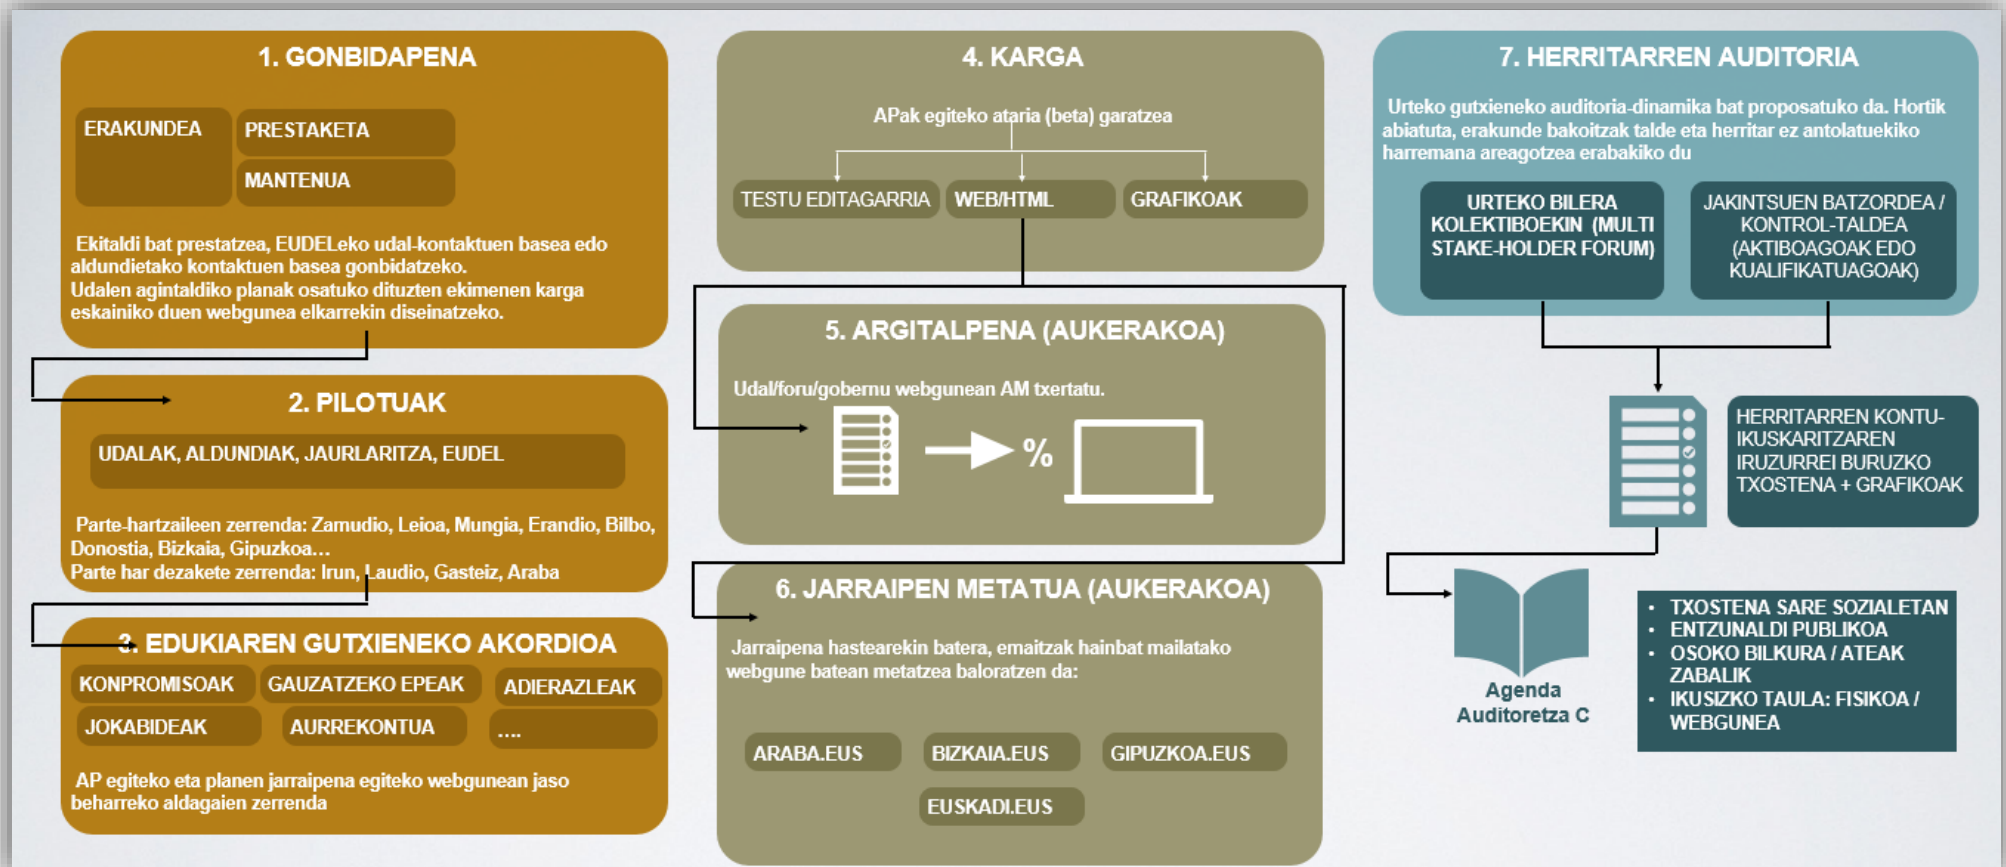 1. GONBIDAPENA
ERAKUNDEA
PRESTAKETA
MANTENUA
Ekitaldi bat prestatzea, EUDELeko udal-kontaktuen basea edo
aldundietako kontaktuen basea gonbidatzeko.
Udalen agintaldiko planak osatuko dituzten ekimenen karga
eskainiko duen webgunea elkarrekin diseinatzeko.
2. PILOTUAK
UDALAK, ALDUNDIAK, JAURLARITZA, EUDEL
Parte-hartzaileen zerrenda: Zamudio, Leioa, Mungia, Erandio, Bilbo,
Donostia, Bizkaia, Gipuzkoa…
Parte har dezakete zerrenda: Irun, Laudio, Gasteiz, Araba
3. EDUKIAREN GUTXIENEKO AKORDIOA
KONPROMISOAK
GAUZATZEKO EPEAK
ADIERAZLEAK
JOKABIDEAK
AURREKONTUA
....
AP egiteko eta planen jarraipena egiteko webgunean jaso
beharreko aldagaien zerrenda
4. KARGA
APak egiteko ataria (beta) garatzea
TESTU EDITAGARRIA
WEB/HTML
GRAFIKOAK
5. ARGITALPENA (AUKERAKOA)
Udal/foru/gobernu webgunean AM txertatu.
%
6. JARRAIPEN METATUA (AUKERAKOA)
Jarraipena hastearekin batera, emaitzak hainbat mailatako
webgune batean metatzea baloratzen da:
ARABA.EUS
BIZKAIA.EUS
GIPUZKOA.EUS
EUSKADI.EUS
7. HERRITARREN AUDITORIA
Urteko gutxieneko auditoria-dinamika bat proposatuko da. Hortik
abiatuta, erakunde bakoitzak talde eta herritar ez antolatuekiko
harremana areagotzea erabakiko du
URTEKO BILERA
KOLEKTIBOEKIN (MULTI
STAKE-HOLDER FORUM)
JAKINTSUEN BATZORDEA /
KONTROL-TALDEA
(AKTIBOAGOAK EDO
KUALIFIKATUAGOAK)
HERRITARREN KONTU-
IKUSKARITZAREN
IRUZURREI BURUZKO
TXOSTENA + GRAFIKOAK
Agenda
Auditoretza C
• TXOSTENA SARE SOZIALETAN
• ENTZUNALDI PUBLIKOA
• OSOKO BILKURA / ATEAK
ZABALIK
• IKUSIZKO TAULA: FISIKOA /
WEBGUNEA